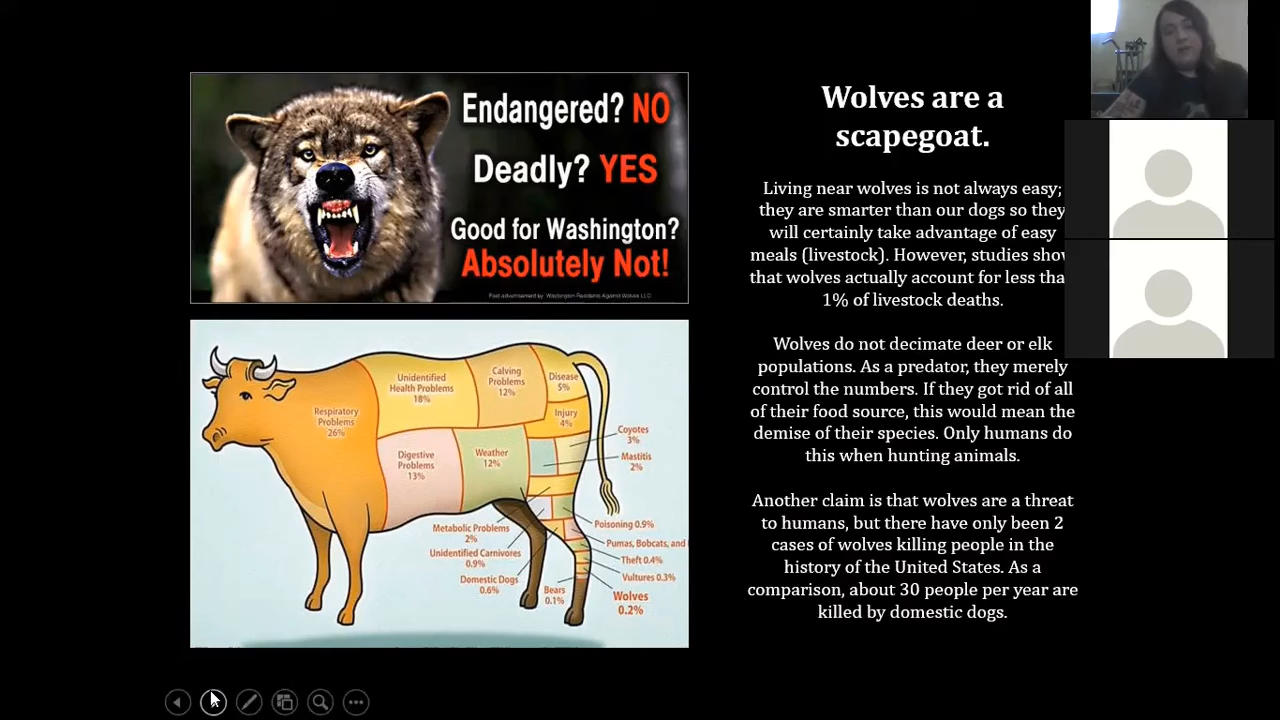 Endangered? NO
Deadly? YES
Good for Washington?
Absolutely Not!
Paid advertisement by Washington Residents Against Wolves LLC
Respiratory
Problems
26%
Unidentified
Health Problems
18%
Calving
Problems
12%
Disease
5%
Injury
4%
Digestive
Problems
13%
Weather
12%
Coyotes
3%
Mastitis
2%
Metabolic Problems
2%
Unidentified Carnivores
0.9%
Domestic Dogs
0.6%
Bears
0.1%
Poisoning 0.9%
Pumas, Bobcats, and
Theft 0.4%
Vultures 0.3%
Wolves
0.2%
Wolves are a
scapegoat.
Living near wolves is not always easy;
they are smarter than our dogs so they
will certainly take advantage of easy
meals (livestock). However, studies
that wolves actually account for less
1% of livestock deaths.
Wolves do not decimate deer or elk
populations. As a predator, they merely
control the numbers. If they got rid of all
of their food source, this would mean the
demise of their species. Only humans do
this when hunting animals.
Another claim is that wolves are a threat
to humans, but there have only been 2
cases of wolves killing people in the
history of the United States. As a
comparison, about 30 people per year are
killed by domestic dogs.